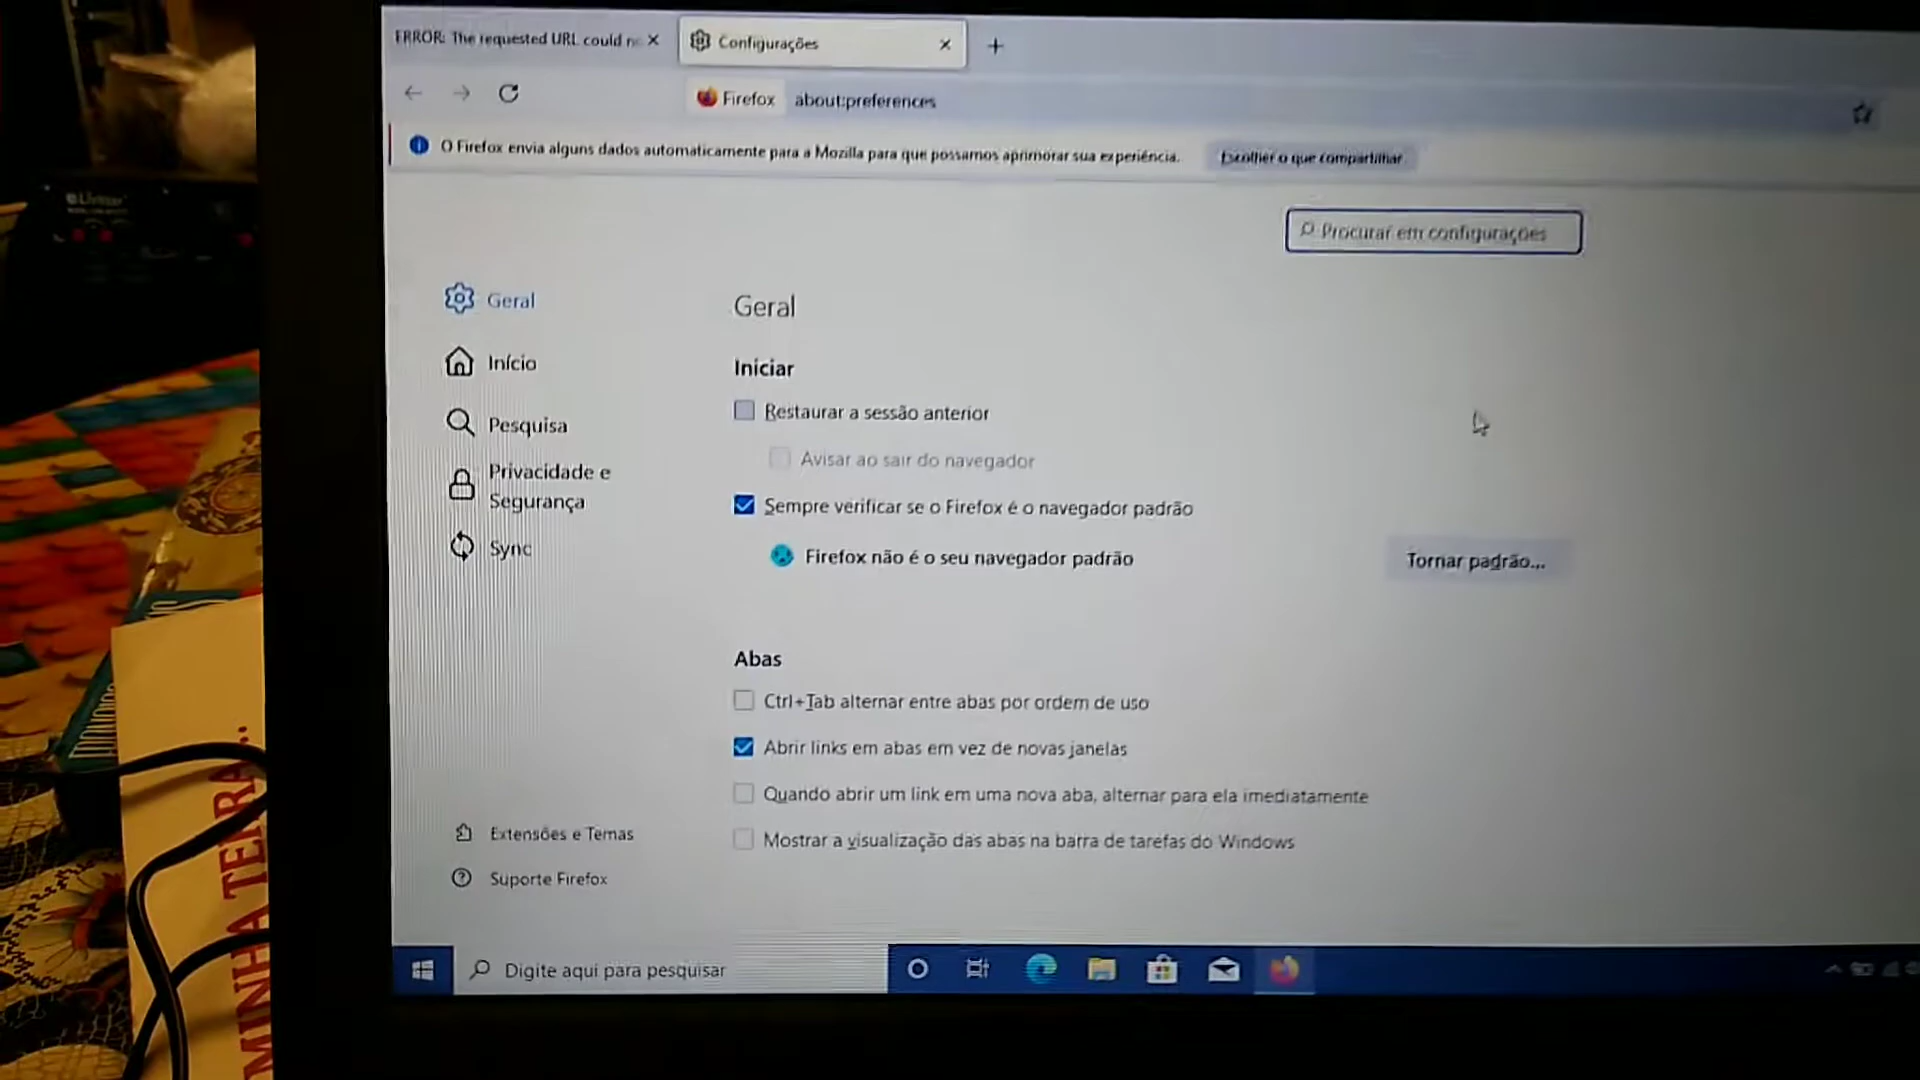 ERROR: The requested URL could n
Configurações
Firefox
about:preferences
O Firefox envia alguns dados automaticamente para a Mozilla para que possamos aprimorar sua experiência.
Escolher o que compartilhar
Procurar em configurações
Geral
Início
Pesquisa
Privacidade e
Segurança
Sync
Geral
Iniciar
Restaurar a sessão anterior
Avisar ao sair do navegador
Sempre verificar se o Firefox é o navegador padrão
Firefox não é o seu navegador padrão
Tornar padrão...
Abas
Ctrl+Tab alternar entre abas por ordem de uso
Abrir links em abas em vez de novas janelas
Quando abrir um link em uma nova aba, alternar para ela imediatamente
Mostrar a visualização das abas na barra de tarefas do Windows
Extensões e Temas
Suporte Firefox
Digite aqui para pesquisar
MINHA TERRA...